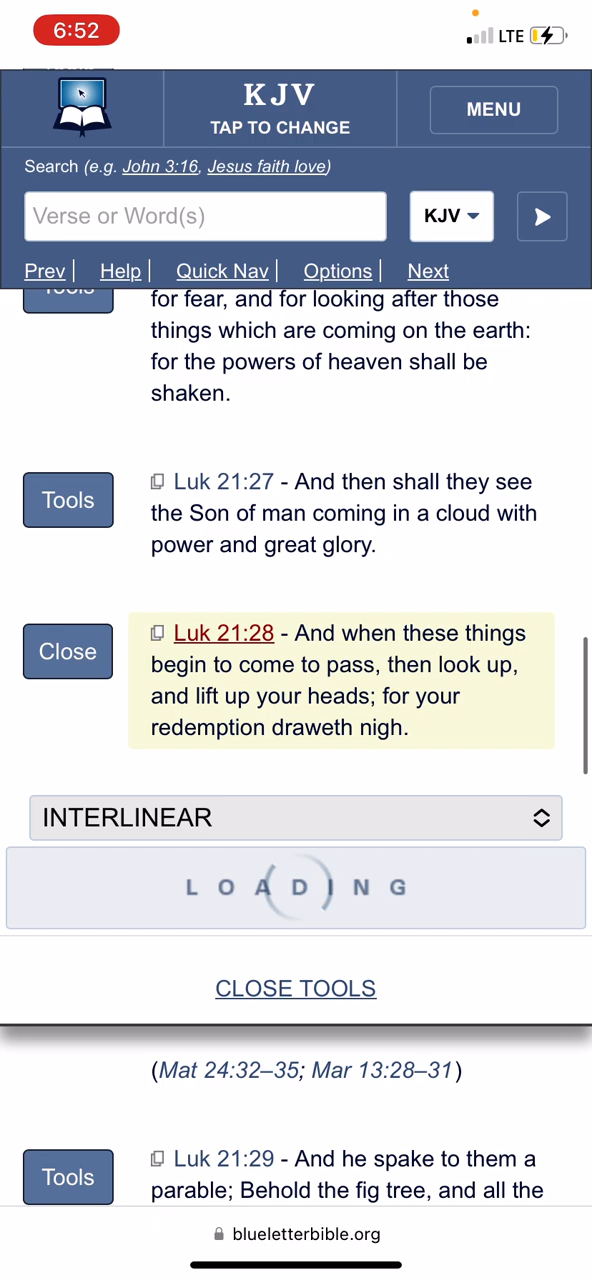 6:52
LTE
KJV
TAP TO CHANGE
MENU
Search (e.g. John 3:16, Jesus faith love)
Verse or Word(s)
KJV
Prev | Help | Quick Nav | Options | Next
Tools
for fear, and for looking after those
things which are coming on the earth:
for the powers of heaven shall be
shaken.
Tools
Luk 21:27 - And then shall they see
the Son of man coming in a cloud with
power and great glory.
Close
Luk 21:28 - And when these things
begin to come to pass, then look up,
and lift up your heads; for your
redemption draweth nigh.
INTERLINEAR
LOADING
CLOSE TOOLS
(Mat 24:32–35; Mar 13:28–31)
Tools
Luk 21:29 - And he spake to them a
parable; Behold the fig tree, and all the
blueletterbible.org